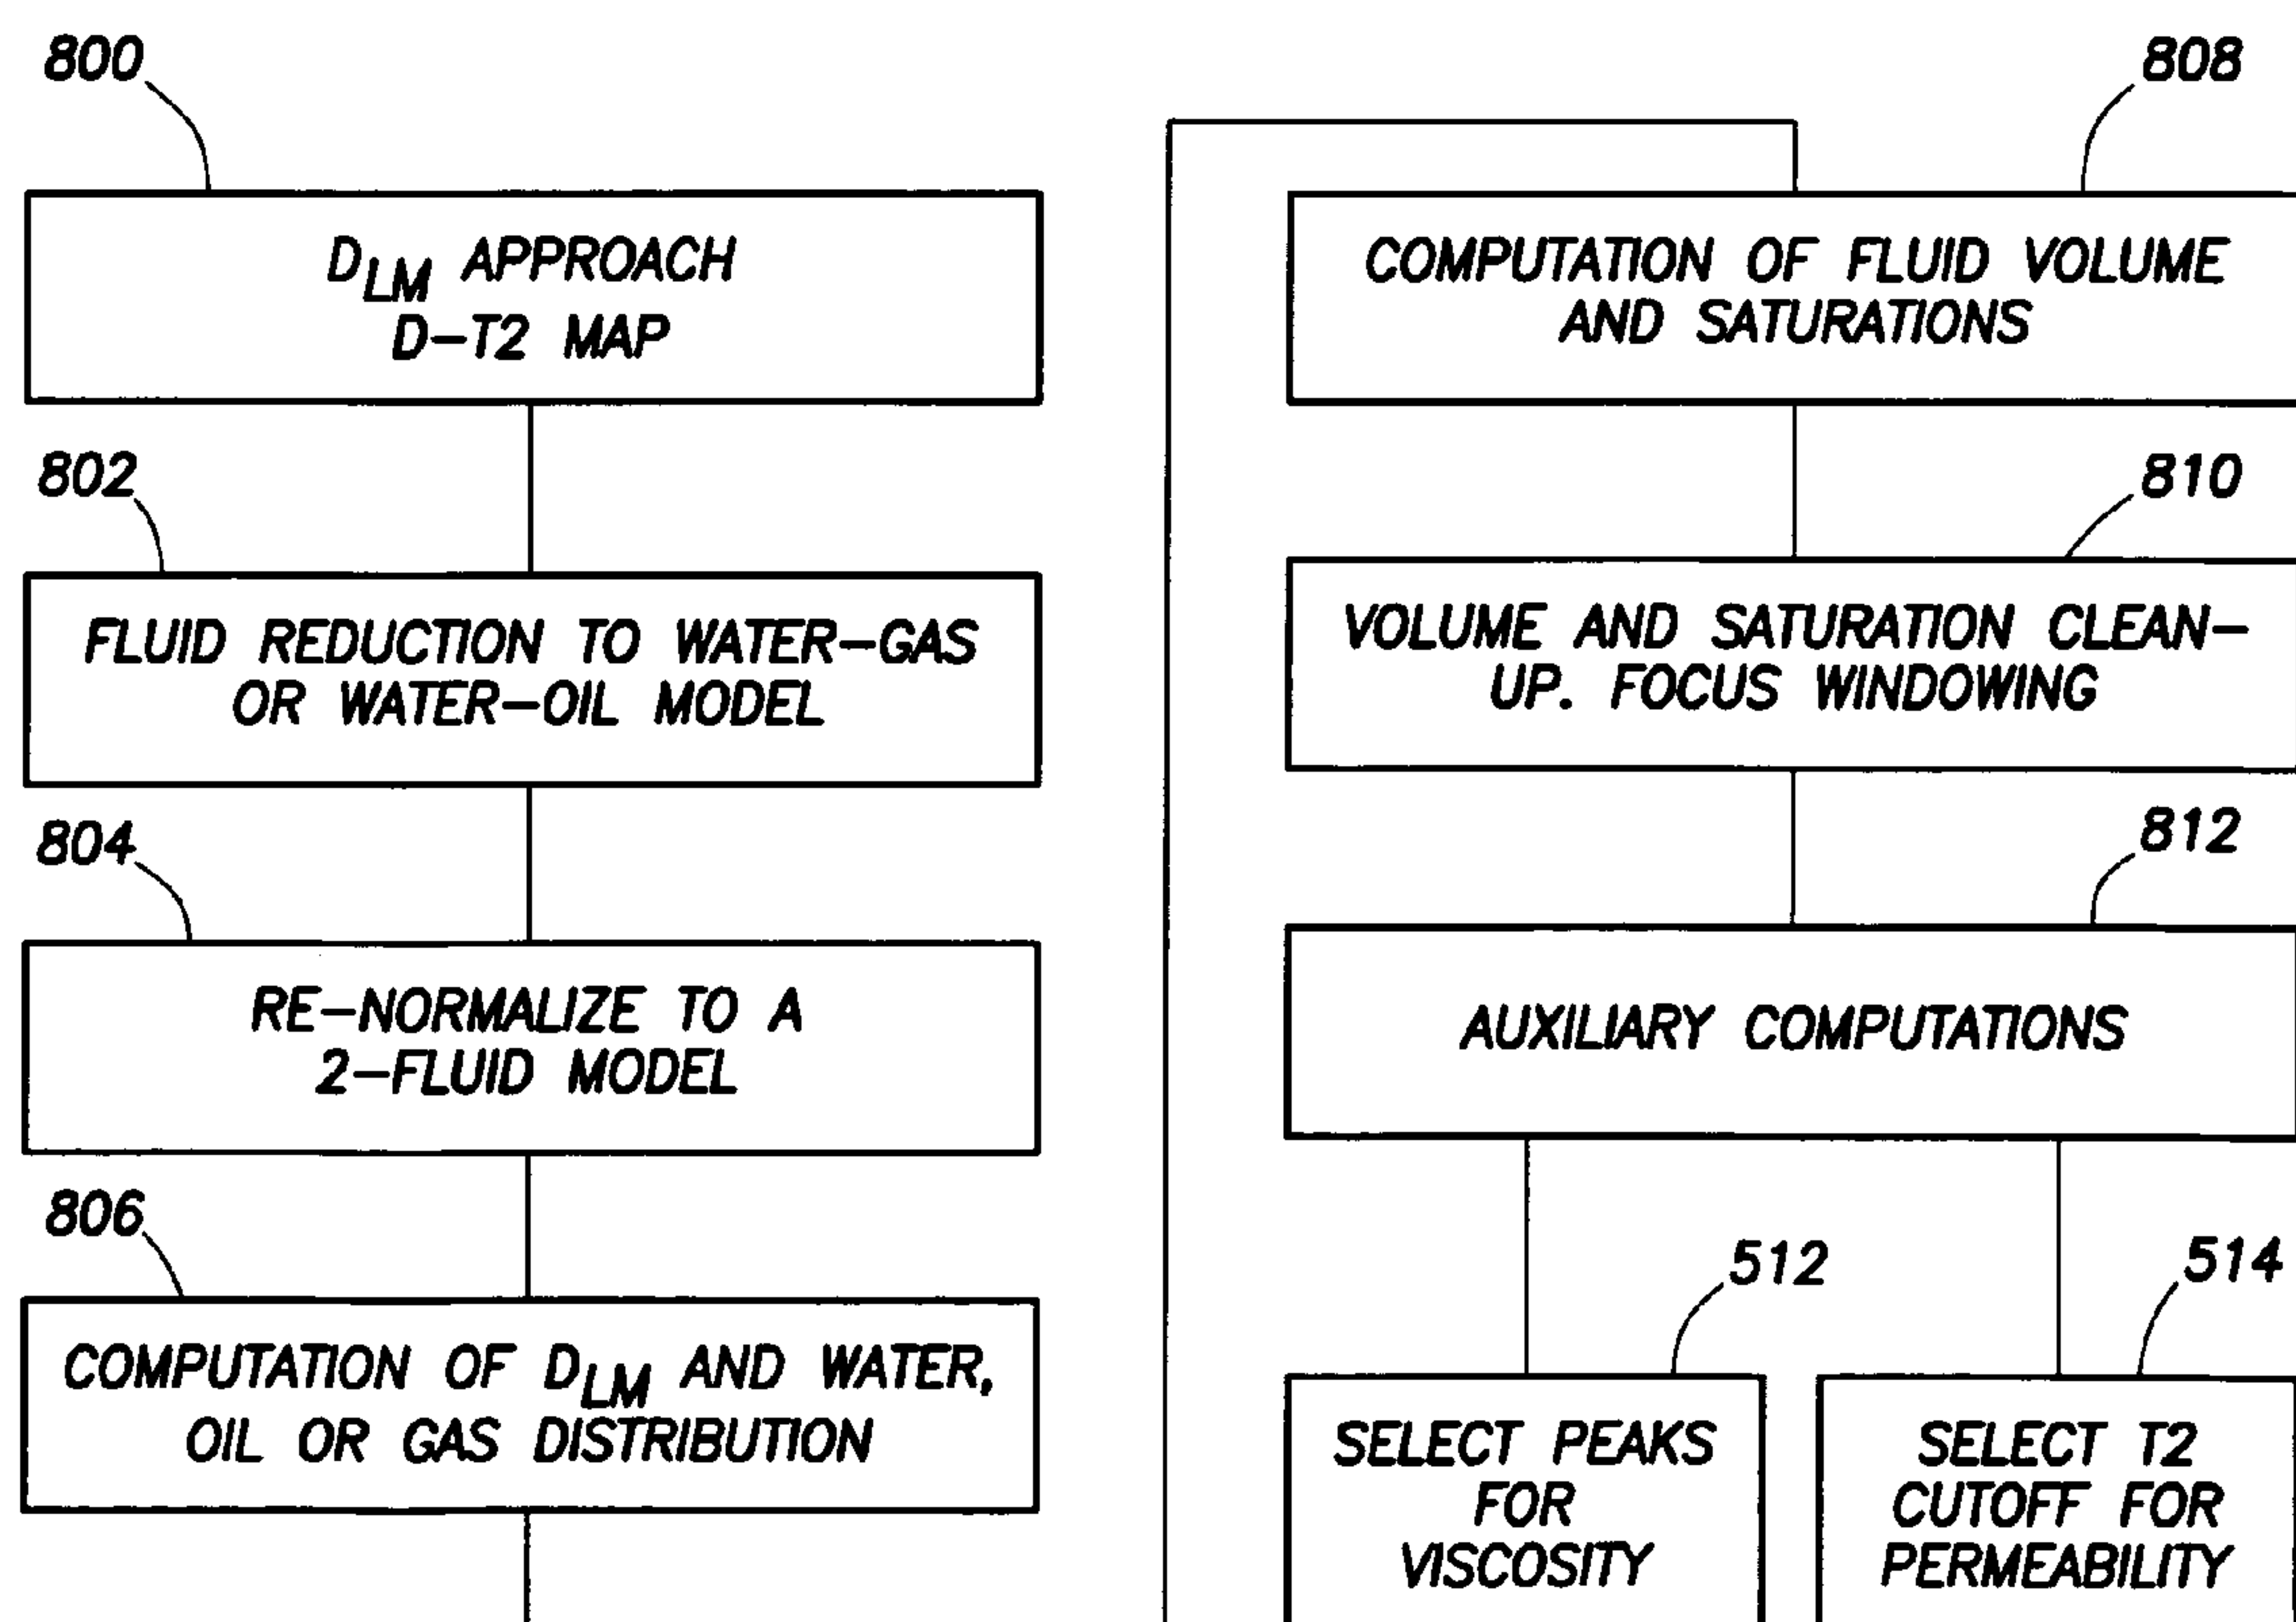 800
D_LM APPROACH
D-T2 MAP
802
FLUID REDUCTION TO WATER-GAS
OR WATER-OIL MODEL
804
RE-NORMALIZE TO A
2-FLUID MODEL
806
COMPUTATION OF D_LM AND WATER,
OIL OR GAS DISTRIBUTION
808
COMPUTATION OF FLUID VOLUME
AND SATURATIONS
810
VOLUME AND SATURATION CLEAN-
UP. FOCUS WINDOWING
812
AUXILIARY COMPUTATIONS
512
SELECT PEAKS
FOR
VISCOSITY
514
SELECT T2
CUTOFF FOR
PERMEABILITY